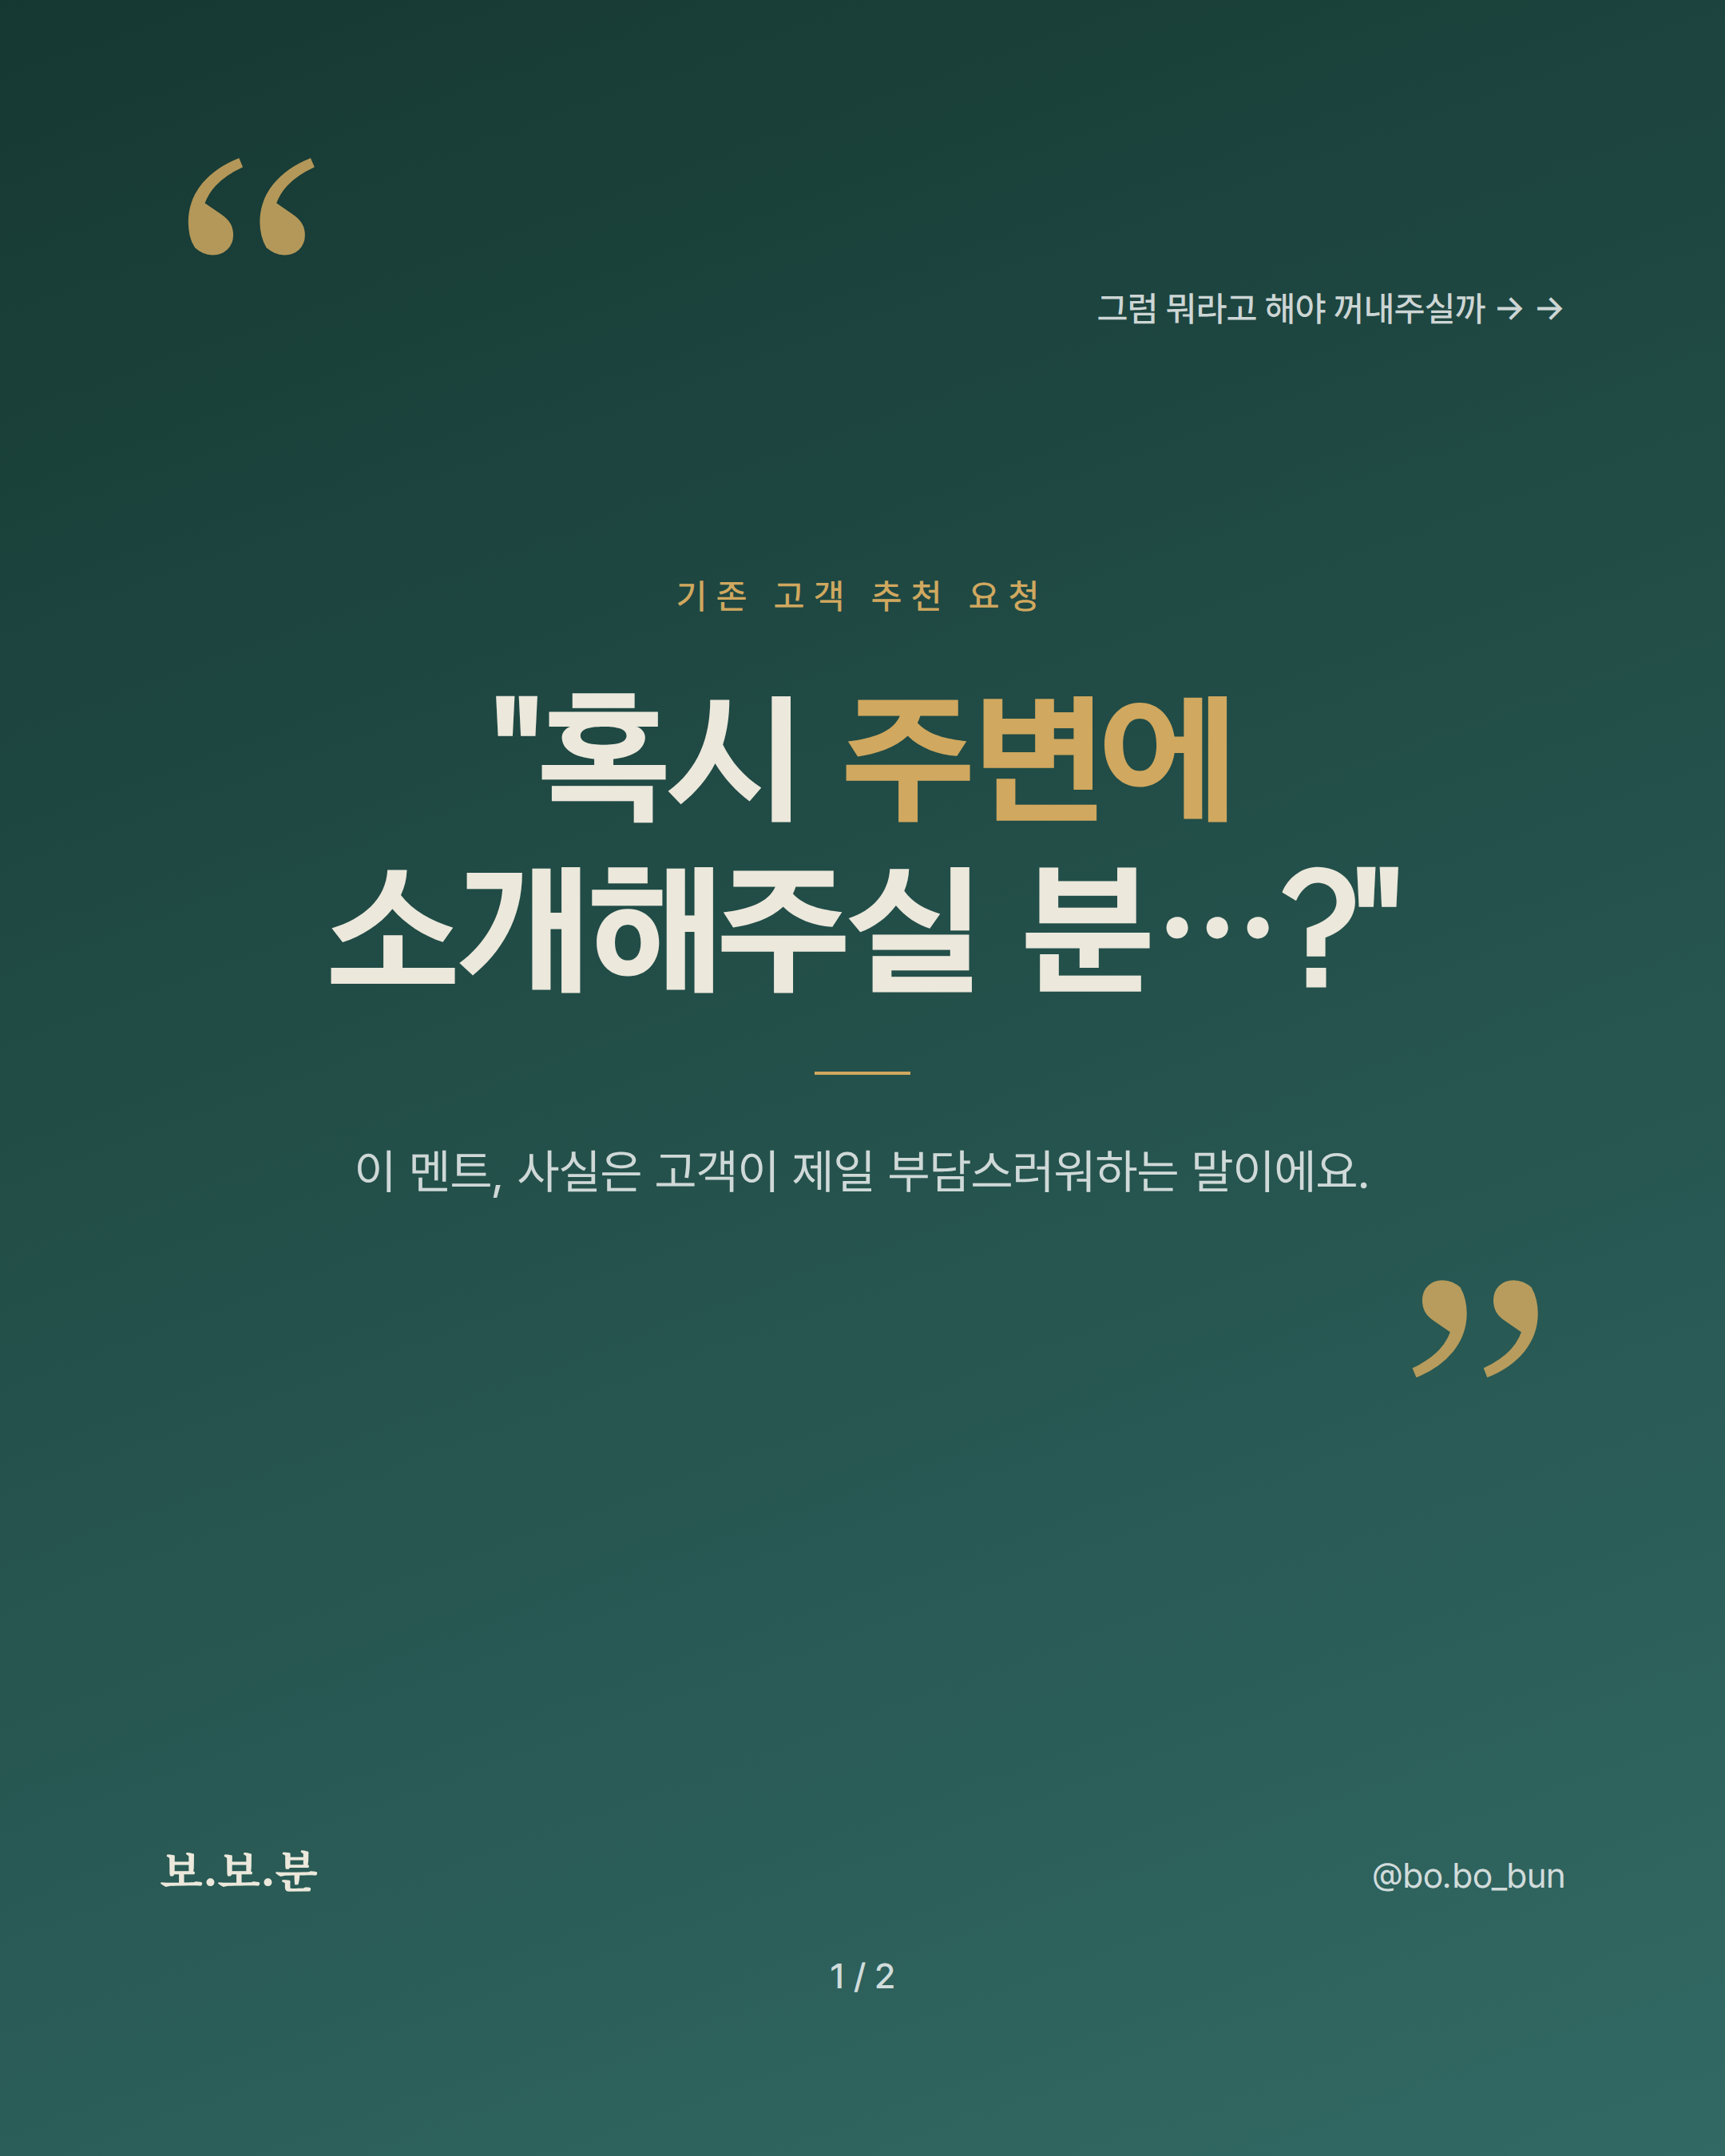 “
그럼 뭐라고 해야 꺼내주실까 → →
기존 고객 추천 요청
"혹시 주변에
소개해주실 분…?"
이 멘트, 사실은 고객이 제일 부담스러워하는 말이에요.
”
보.보.분
@bo.bo_bun
1 / 2